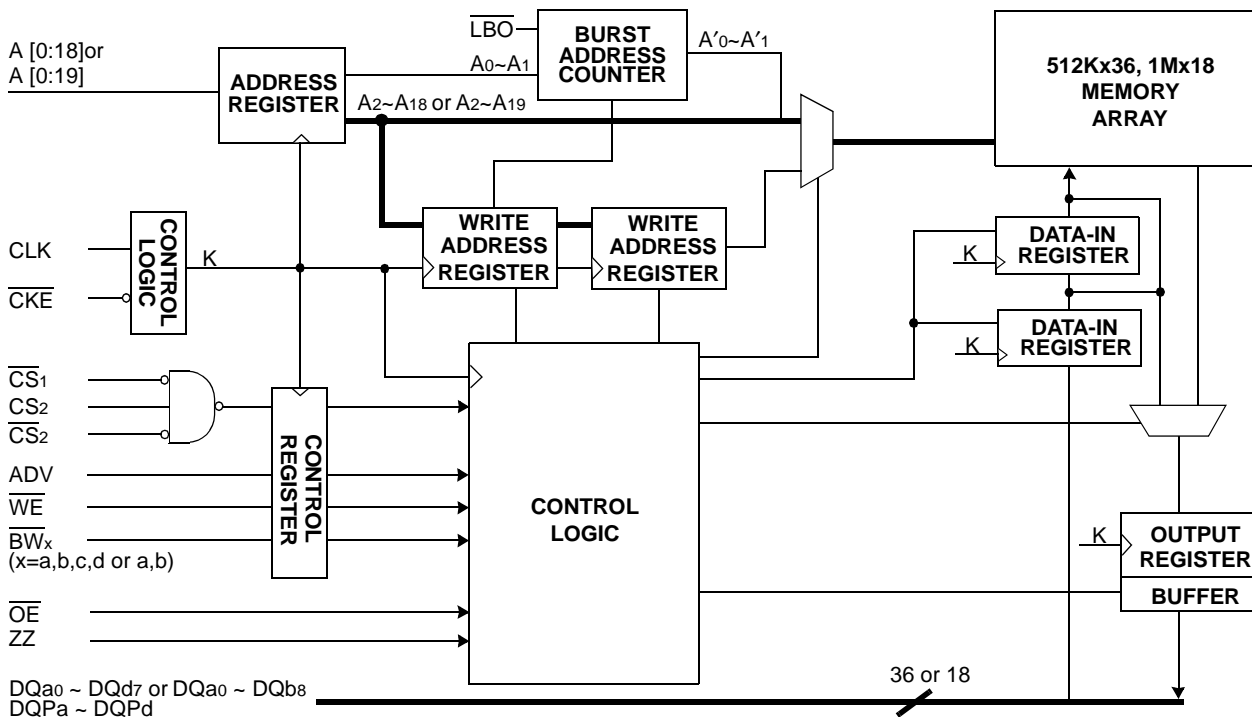 A [0:18]or
A [0:19]
ADDRESS
REGISTER
LBO
A0~A1
BURST
ADDRESS
COUNTER
A′0~A′1
A2~A18 or A2~A19
512Kx36, 1Mx18
MEMORY
ARRAY
WRITE
ADDRESS
REGISTER
WRITE
ADDRESS
REGISTER
CLK
CKE
CONTROL
LOGIC
K
K
DATA-IN
REGISTER
K
DATA-IN
REGISTER
CS1
CS2
CS2
ADV
WE
BWx
(x=a,b,c,d or a,b)
CONTROL
REGISTER
CONTROL
LOGIC
K
OUTPUT
REGISTER
BUFFER
OE
ZZ
36 or 18
DQa0 ~ DQd7 or DQa0 ~ DQb8
DQPa ~ DQPd